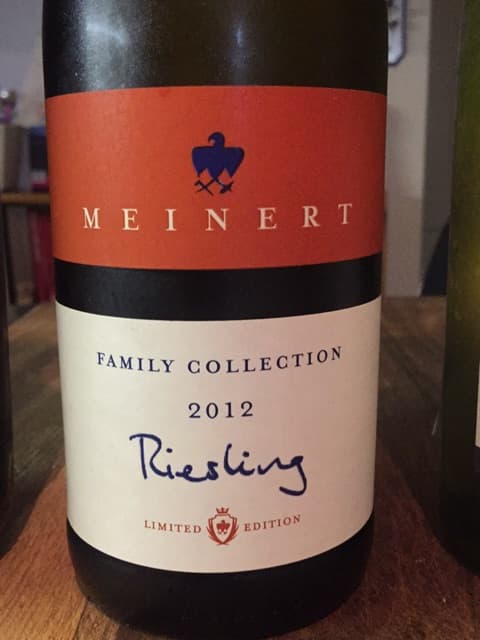 MEINERT
FAMILY COLLECTION
2012
Riesling
LIMITED EDITION